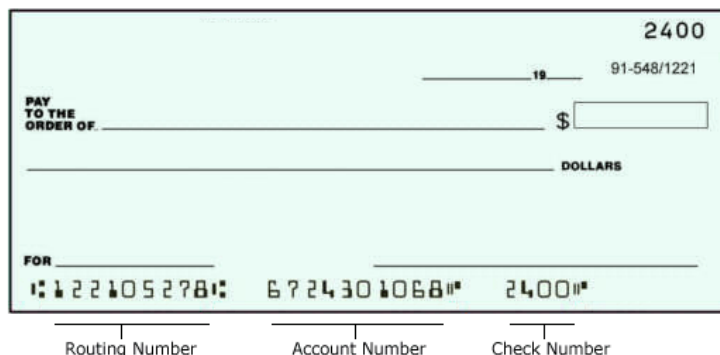 2400
19 91-548/1221
PAY
TO THE
ORDER OF $
DOLLARS
FOR
⑆122105278⑆ 6724301068⑈ 2400⑈
Routing Number Account Number Check Number